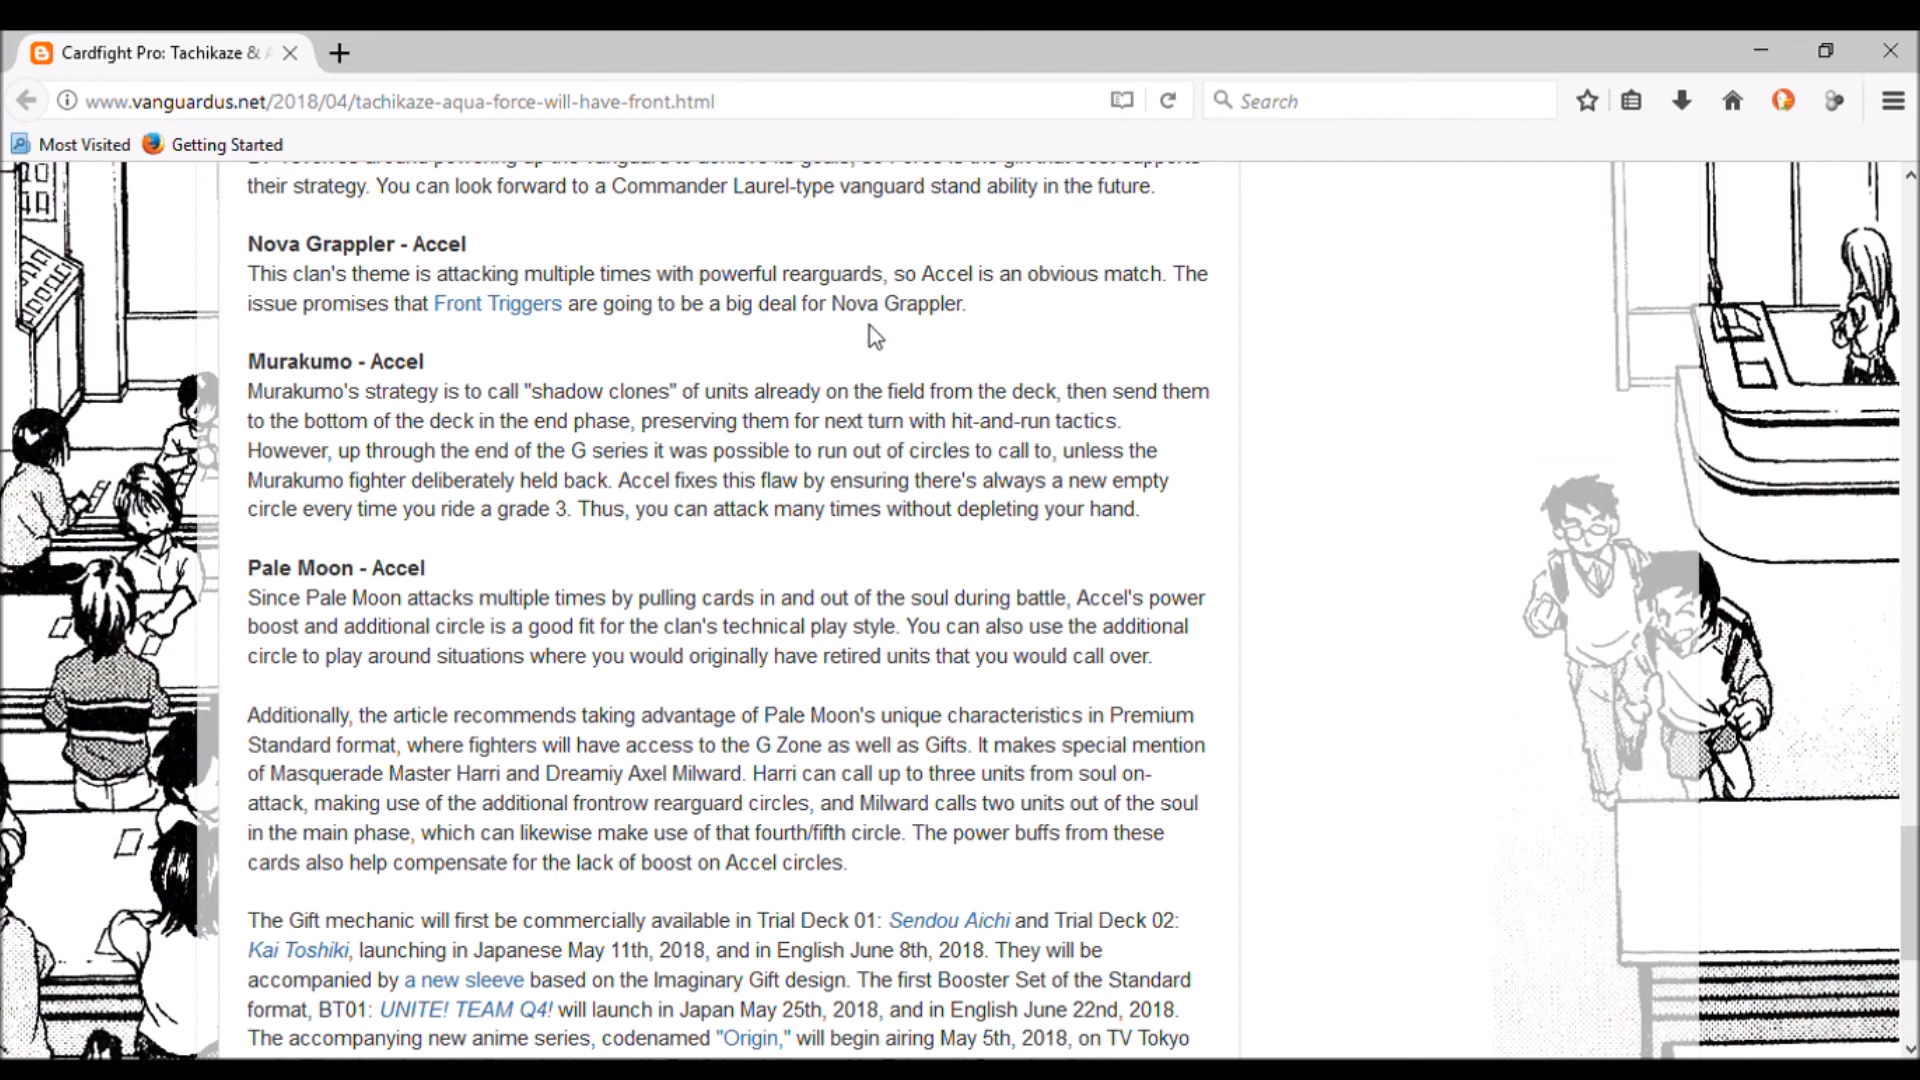 Cardfight Pro: Tachikaze &
www.vanguardus.net/2018/04/tachikaze-aqua-force-will-have-front.html
Search
Most Visited
Getting Started
their strategy. You can look forward to a Commander Laurel-type vanguard stand ability in the future.
Nova Grappler - Accel
This clan's theme is attacking multiple times with powerful rearguards, so Accel is an obvious match. The
issue promises that Front Triggers are going to be a big deal for Nova Grappler.
Murakumo - Accel
Murakumo's strategy is to call "shadow clones" of units already on the field from the deck, then send them
to the bottom of the deck in the end phase, preserving them for next turn with hit-and-run tactics.
However, up through the end of the G series it was possible to run out of circles to call to, unless the
Murakumo fighter deliberately held back. Accel fixes this flaw by ensuring there's always a new empty
circle every time you ride a grade 3. Thus, you can attack many times without depleting your hand.
Pale Moon - Accel
Since Pale Moon attacks multiple times by pulling cards in and out of the soul during battle, Accel's power
boost and additional circle is a good fit for the clan's technical play style. You can also use the additional
circle to play around situations where you would originally have retired units that you would call over.
Additionally, the article recommends taking advantage of Pale Moon's unique characteristics in Premium
Standard format, where fighters will have access to the G Zone as well as Gifts. It makes special mention
of Masquerade Master Harri and Dreamiy Axel Milward. Harri can call up to three units from soul on-
attack, making use of the additional frontrow rearguard circles, and Milward calls two units out of the soul
in the main phase, which can likewise make use of that fourth/fifth circle. The power buffs from these
cards also help compensate for the lack of boost on Accel circles.
The Gift mechanic will first be commercially available in Trial Deck 01: Sendou Aichi and Trial Deck 02:
Kai Toshiki, launching in Japanese May 11th, 2018, and in English June 8th, 2018. They will be
accompanied by a new sleeve based on the Imaginary Gift design. The first Booster Set of the Standard
format, BT01: UNITE! TEAM Q4! will launch in Japan May 25th, 2018, and in English June 22nd, 2018.
The accompanying new anime series, codenamed "Origin," will begin airing May 5th, 2018, on TV Tokyo